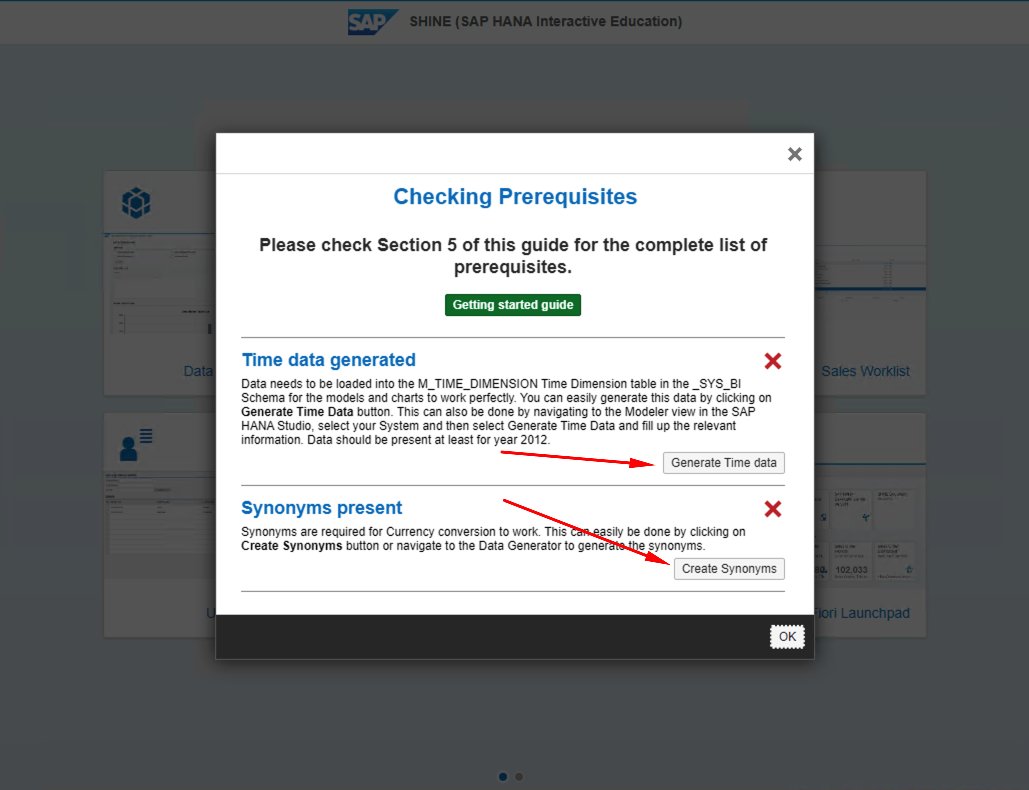 SAP SHINE (SAP HANA Interactive Education)
Checking Prerequisites
Please check Section 5 of this guide for the complete list of
prerequisites.
Getting started guide
Time data generated
Data needs to be loaded into the M_TIME_DIMENSION Time Dimension table in the _SYS_BI
Schema for the models and charts to work perfectly. You can easily generate this data by clicking on
Generate Time Data button. This can also be done by navigating to the Modeler view in the SAP
HANA Studio, select your System and then select Generate Time Data and fill up the relevant
information. Data should be present at least for year 2012.
Generate Time data
Synonyms present
Synonyms are required for Currency conversion to work. This can easily be done by clicking on
Create Synonyms button or navigate to the Data Generator to generate the synonyms.
Create Synonyms
OK
Data
Sales Worklist
U
Fiori Launchpad
102,033